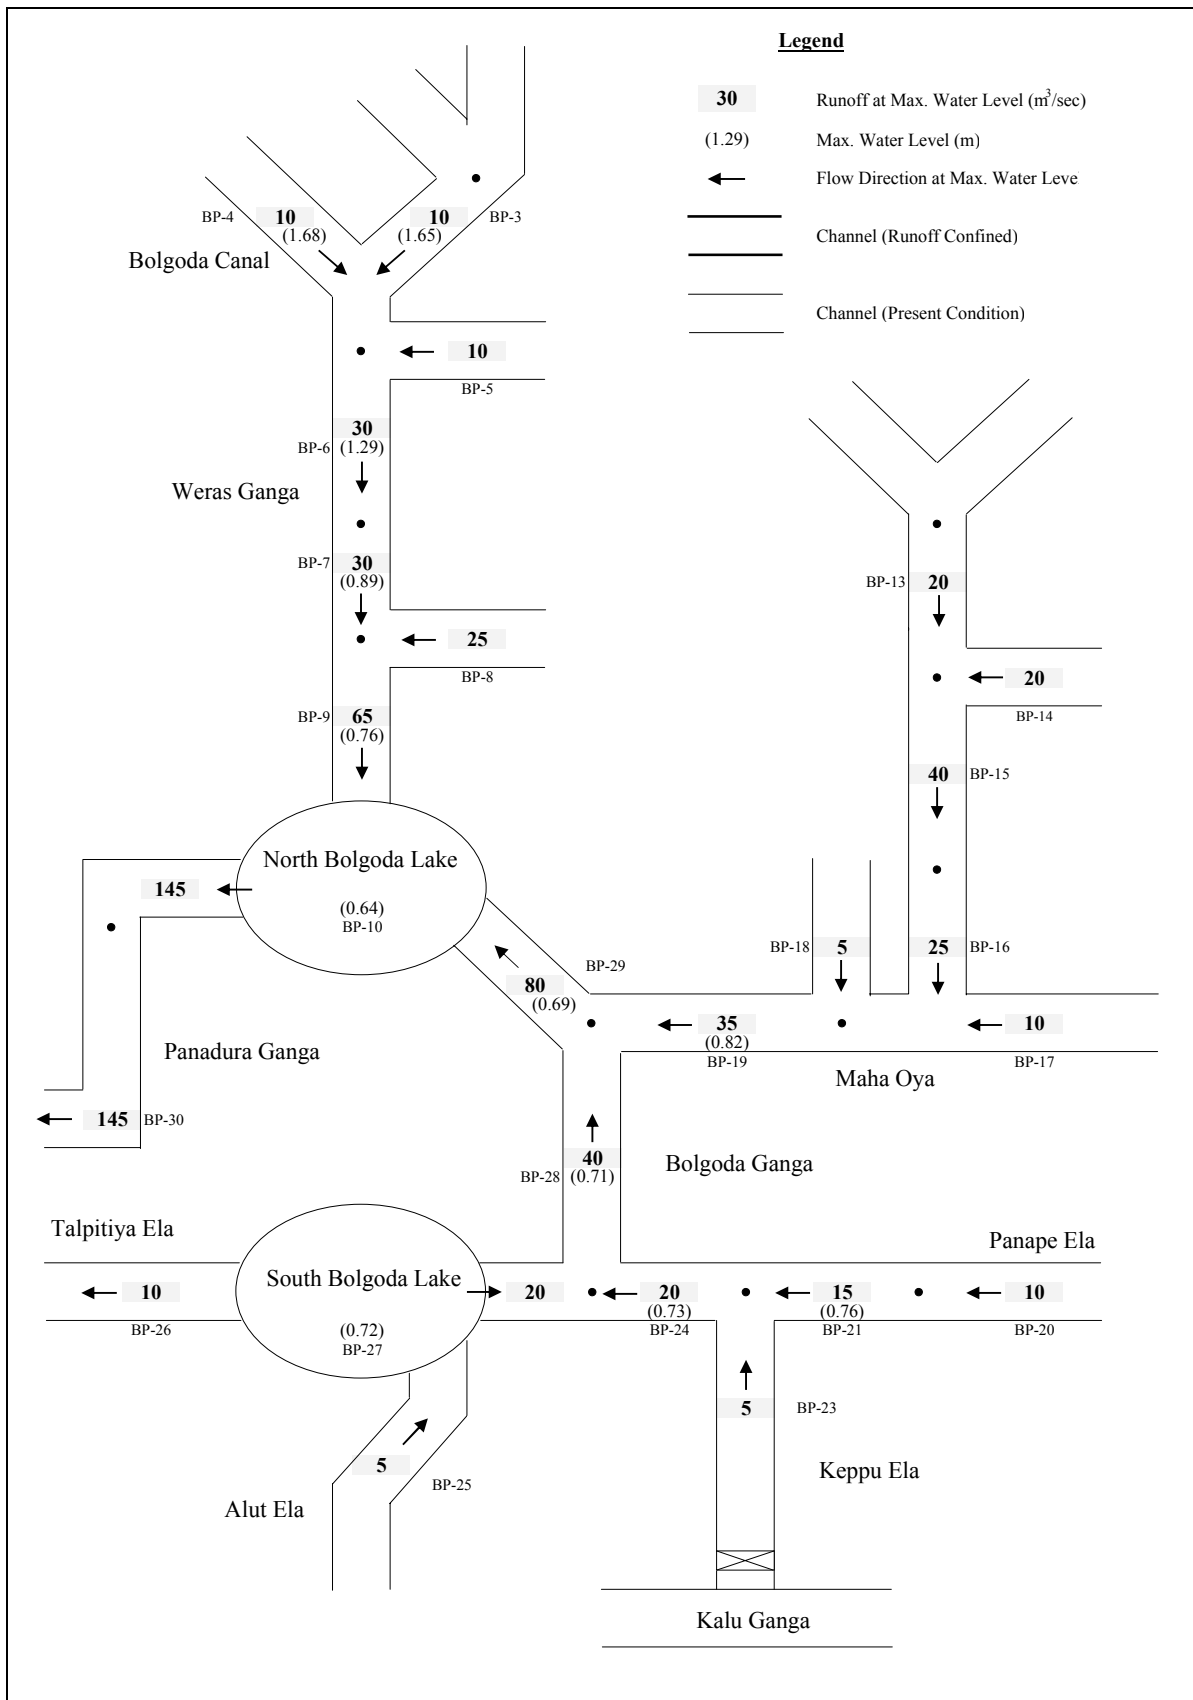 Legend
30 Runoff at Max. Water Level (m³/sec)
(1.29) Max. Water Level (m)
Flow Direction at Max. Water Level
Channel (Runoff Confined)
Channel (Present Condition)
BP-4 10 10 BP-3
(1.68) (1.65)
Bolgoda Canal
10
BP-5
30
BP-6 (1.29)
Weras Ganga
BP-7 30
(0.89)
BP-13 20
25
BP-8
20
BP-14
BP-9 65
(0.76)
40 BP-15
North Bolgoda Lake
145
(0.64)
BP-10
BP-18 5 25 BP-16
BP-29
80
(0.69)
35 10
(0.82)
BP-19 BP-17
Panadura Ganga
Maha Oya
145 BP-30
40
BP-28 (0.71)
Bolgoda Ganga
Talpitiya Ela
Panape Ela
South Bolgoda Lake
10 20 20 15 10
(0.73) (0.76)
BP-26 (0.72) BP-24 BP-21 BP-20
BP-27
5 BP-23
5
BP-25
Keppu Ela
Alut Ela
Kalu Ganga